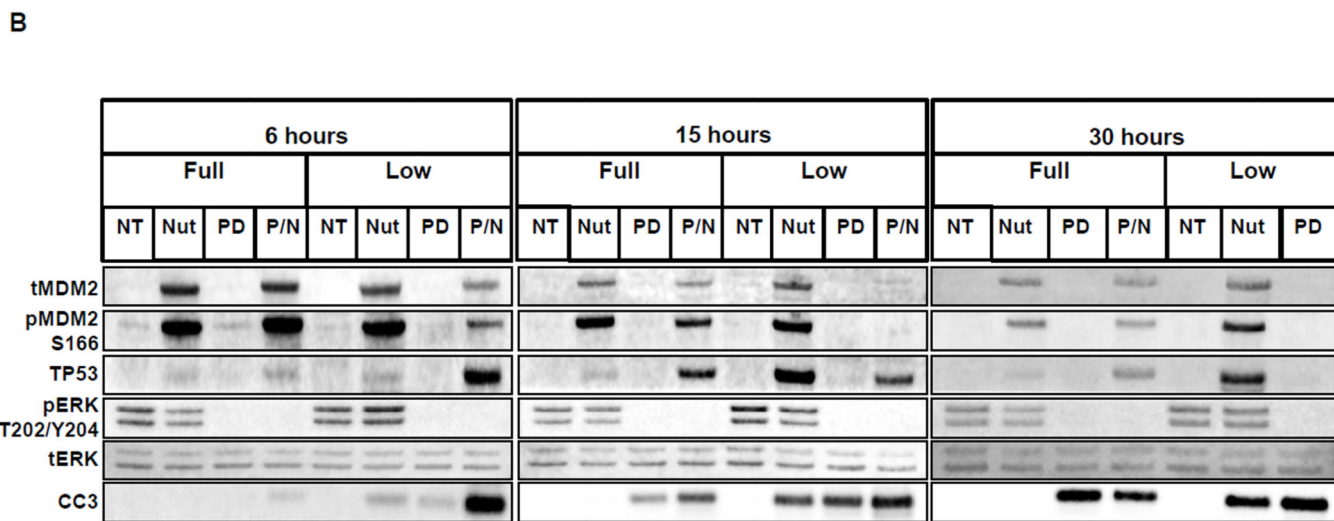 B
6 hours 15 hours 30 hours
Full Low Full Low Full Low
NT Nut PD P/N NT Nut PD P/N NT Nut PD P/N NT Nut PD P/N NT Nut PD P/N NT Nut PD
tMDM2
pMDM2
S166
TP53
pERK
T202/Y204
tERK
CC3